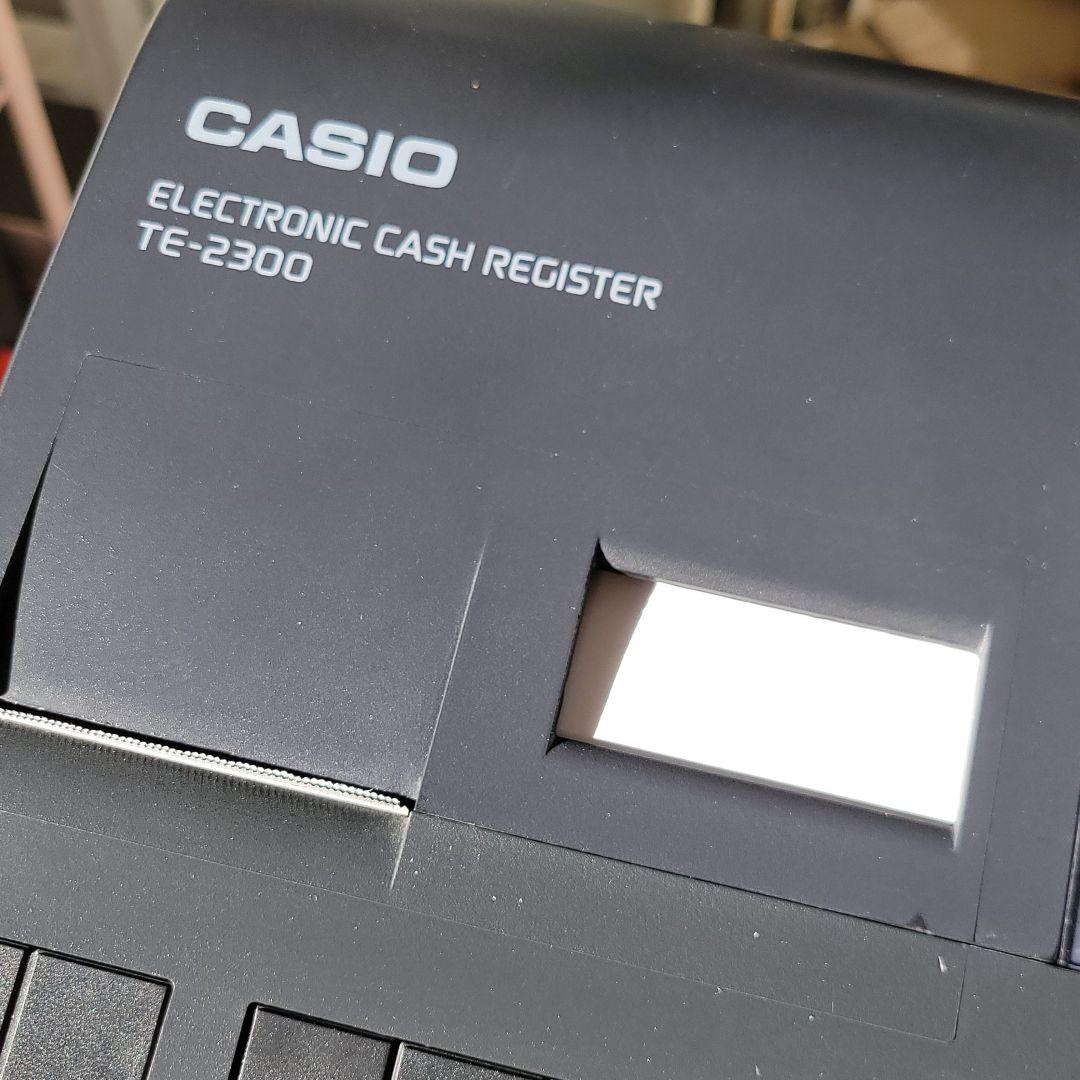 CASIO
ELECTRONIC CASH REGISTER
TE-2300